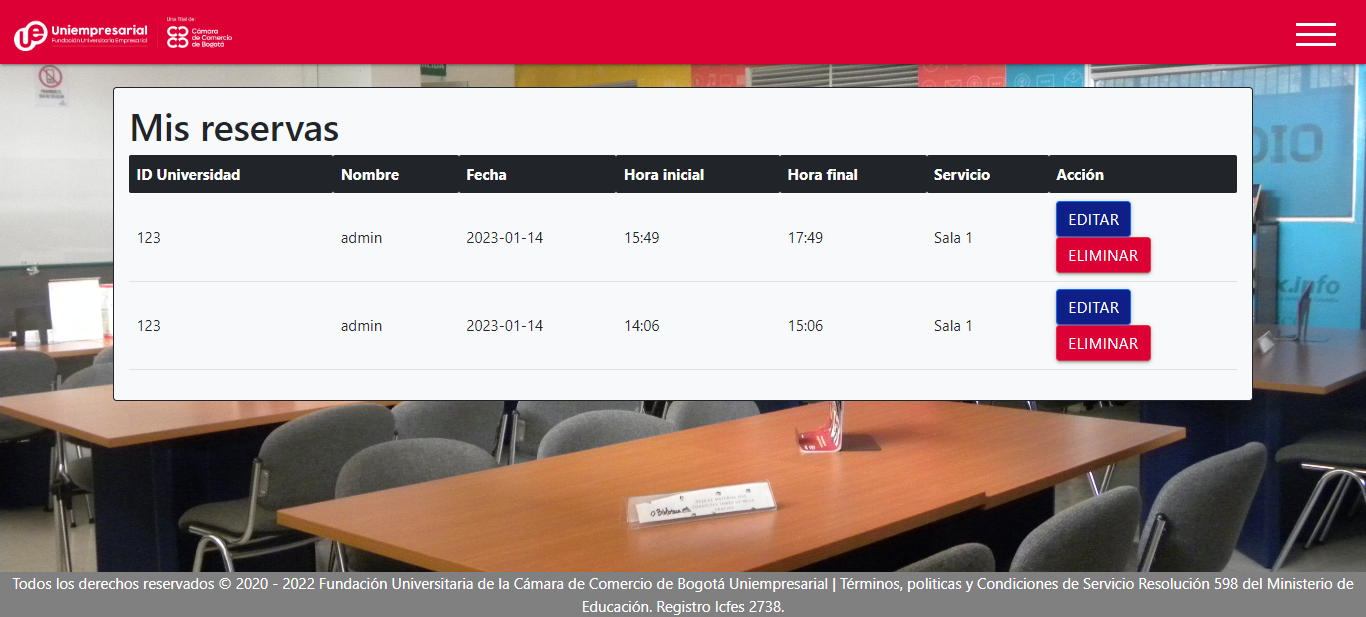 Uniempresarial
Fundación Universitaria Empresarial
Una filial de:
Cámara
de Comercio
de Bogotá
Mis reservas
ID Universidad Nombre Fecha Hora inicial Hora final Servicio Acción
123 admin 2023-01-14 15:49 17:49 Sala 1 EDITAR
ELIMINAR
123 admin 2023-01-14 14:06 15:06 Sala 1 EDITAR
ELIMINAR
DIO
x.info
Todos los derechos reservados © 2020 - 2022 Fundación Universitaria de la Cámara de Comercio de Bogotá Uniempresarial | Términos, politicas y Condiciones de Servicio Resolución 598 del Ministerio de
Educación. Registro Icfes 2738.